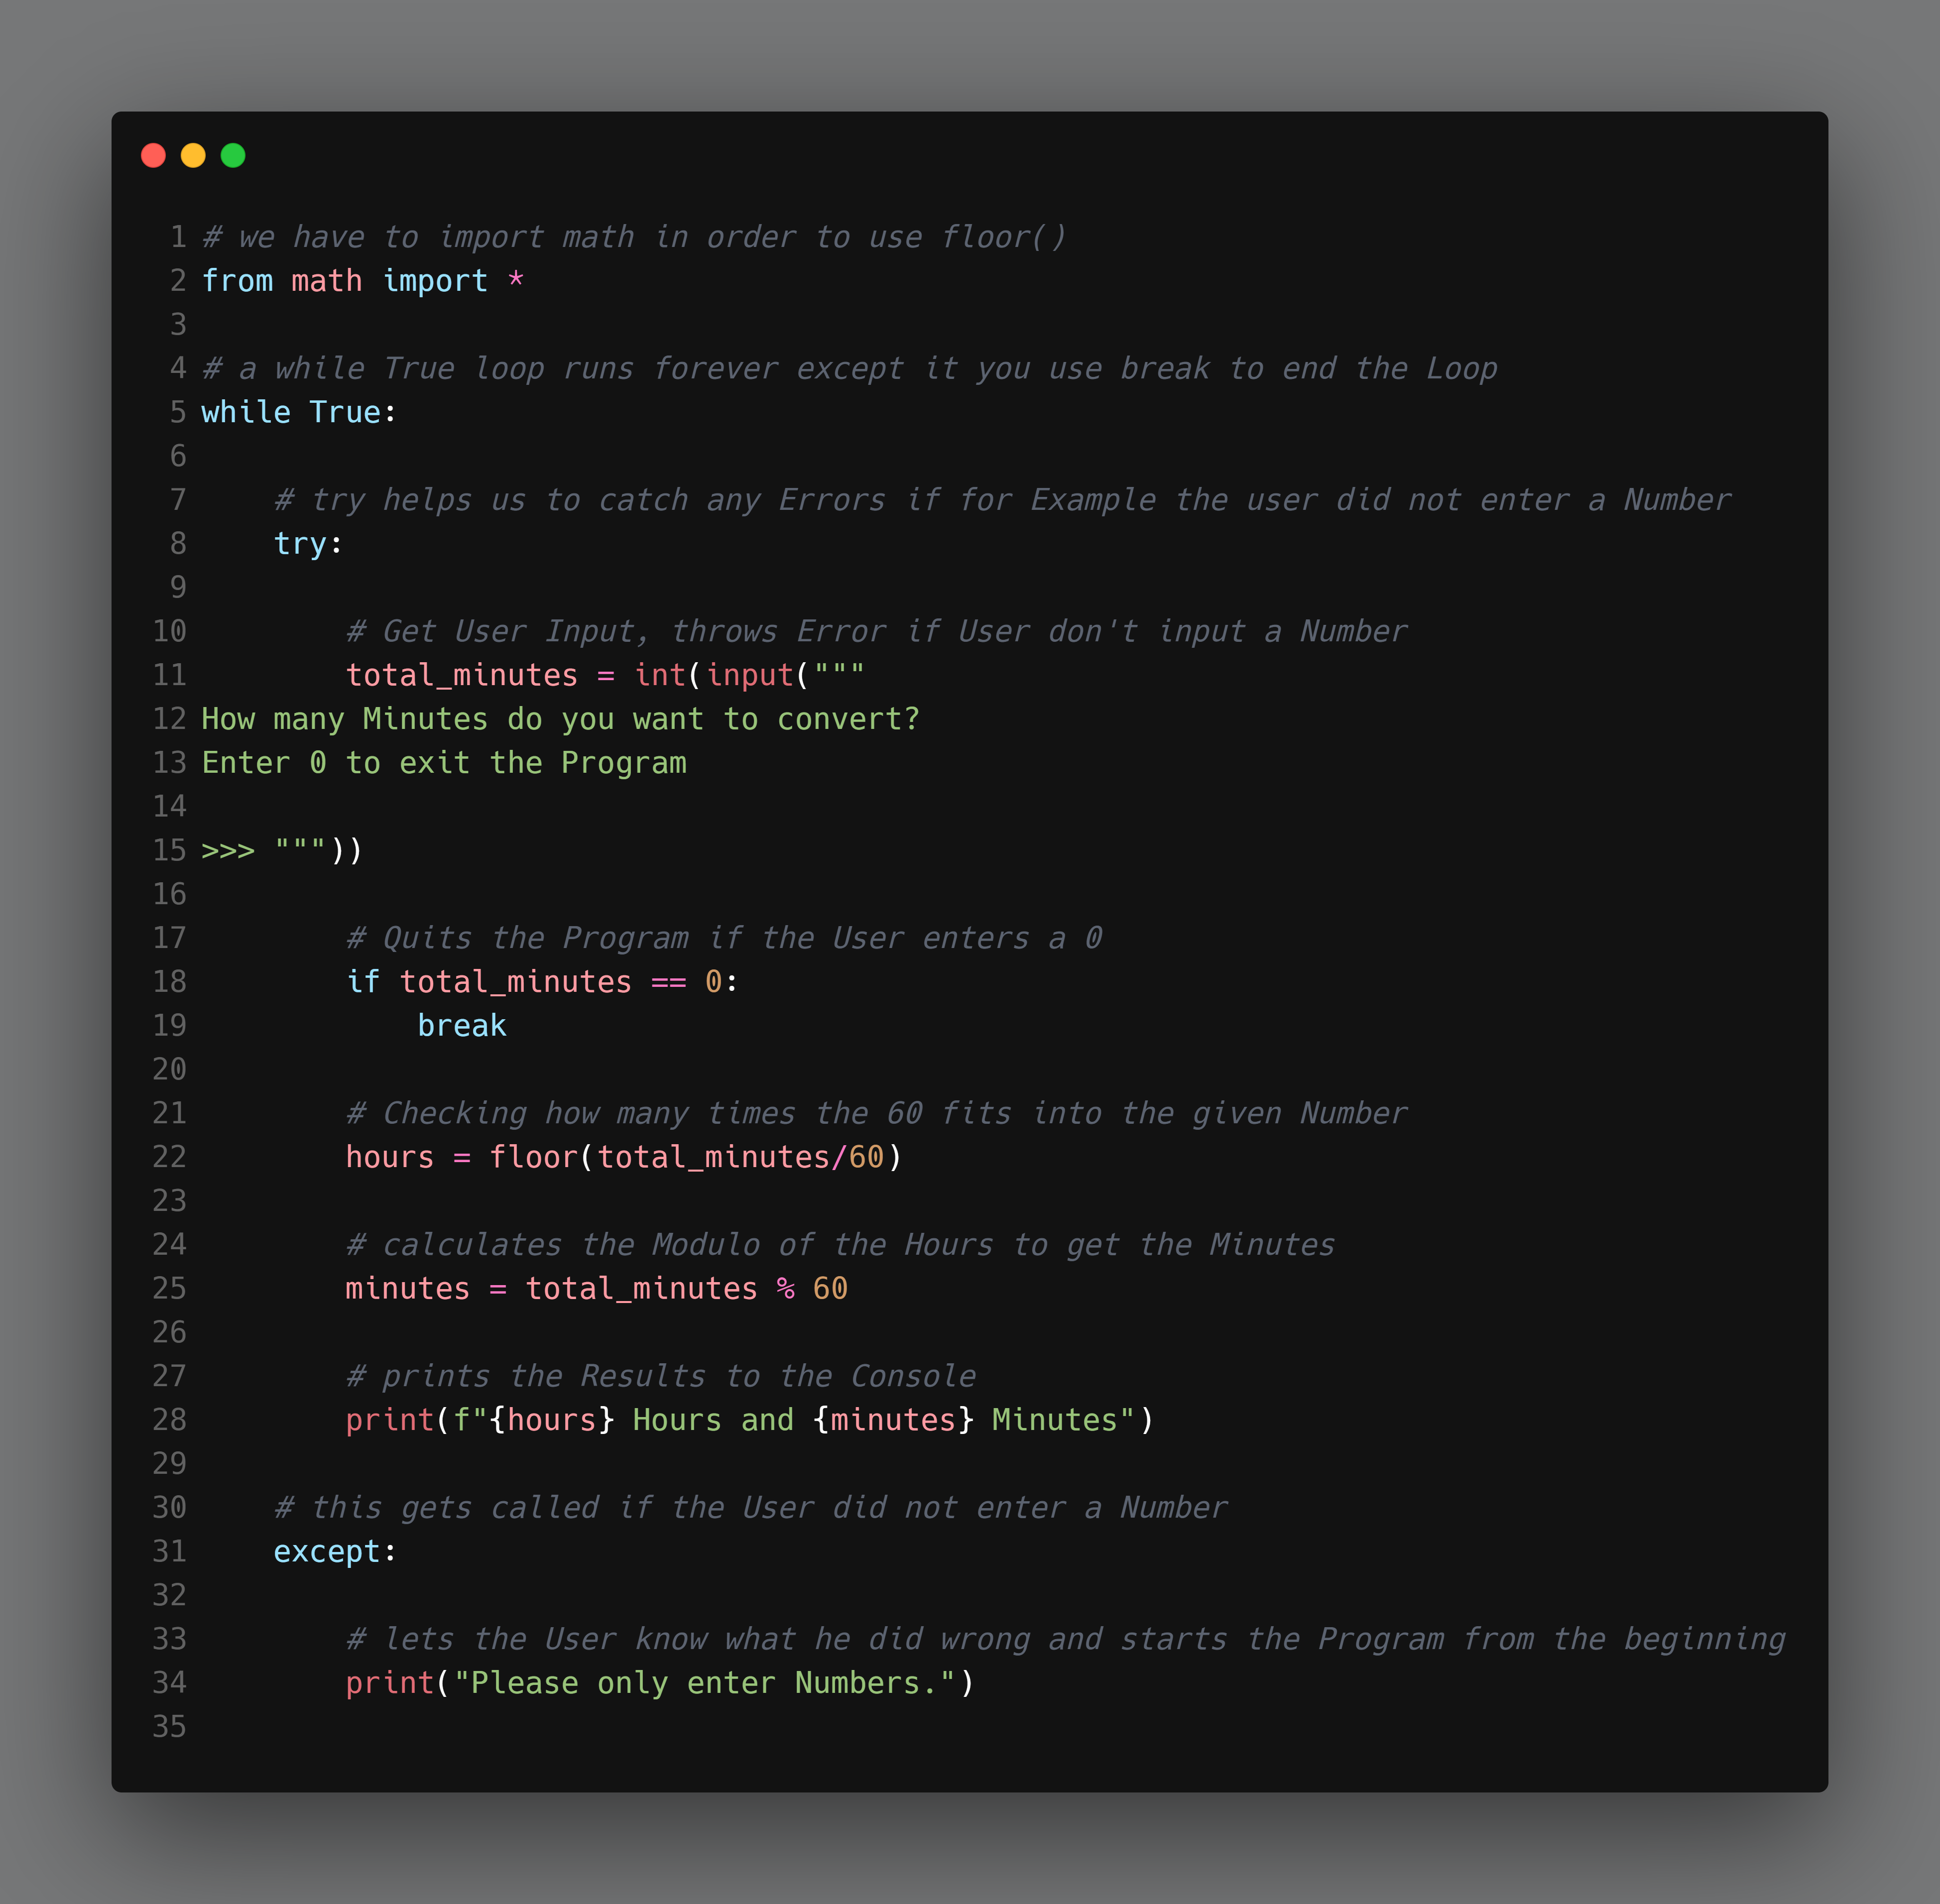 1 # we have to import math in order to use floor()
2 from math import *
3
4 # a while True loop runs forever except it you use break to end the Loop
5 while True:
6
7     # try helps us to catch any Errors if for Example the user did not enter a Number
8     try:
9
10         # Get User Input, throws Error if User don't input a Number
11         total_minutes = int(input("""
12 How many Minutes do you want to convert?
13 Enter 0 to exit the Program
14
15 >>> """))
16
17         # Quits the Program if the User enters a 0
18         if total_minutes == 0:
19             break
20
21         # Checking how many times the 60 fits into the given Number
22         hours = floor(total_minutes/60)
23
24         # calculates the Modulo of the Hours to get the Minutes
25         minutes = total_minutes % 60
26
27         # prints the Results to the Console
28         print(f"{hours} Hours and {minutes} Minutes")
29
30     # this gets called if the User did not enter a Number
31     except:
32
33         # lets the User know what he did wrong and starts the Program from the beginning
34         print("Please only enter Numbers.")
35